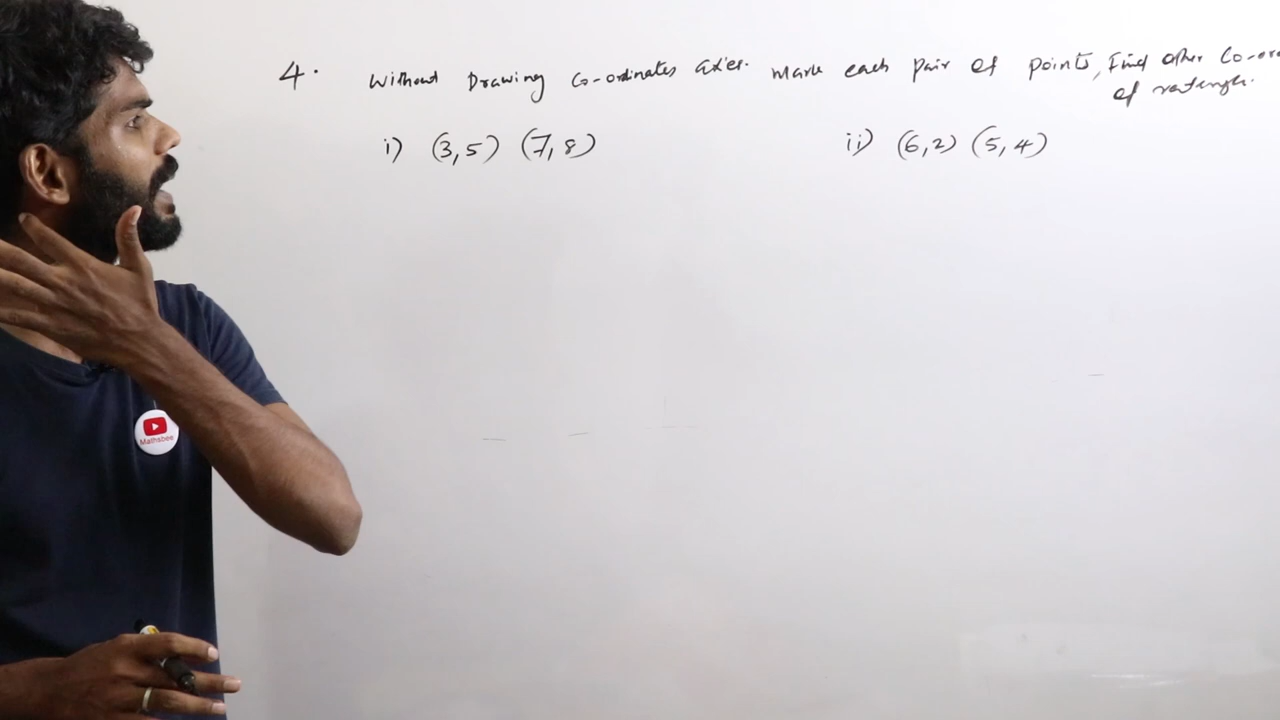 4. Without Drawing Co-ordinates axes. Mark each pair of points, Find other Co-or
of rectangle.
i) (3,5) (7,8) ii) (6,2) (5,4)
Mathsbee